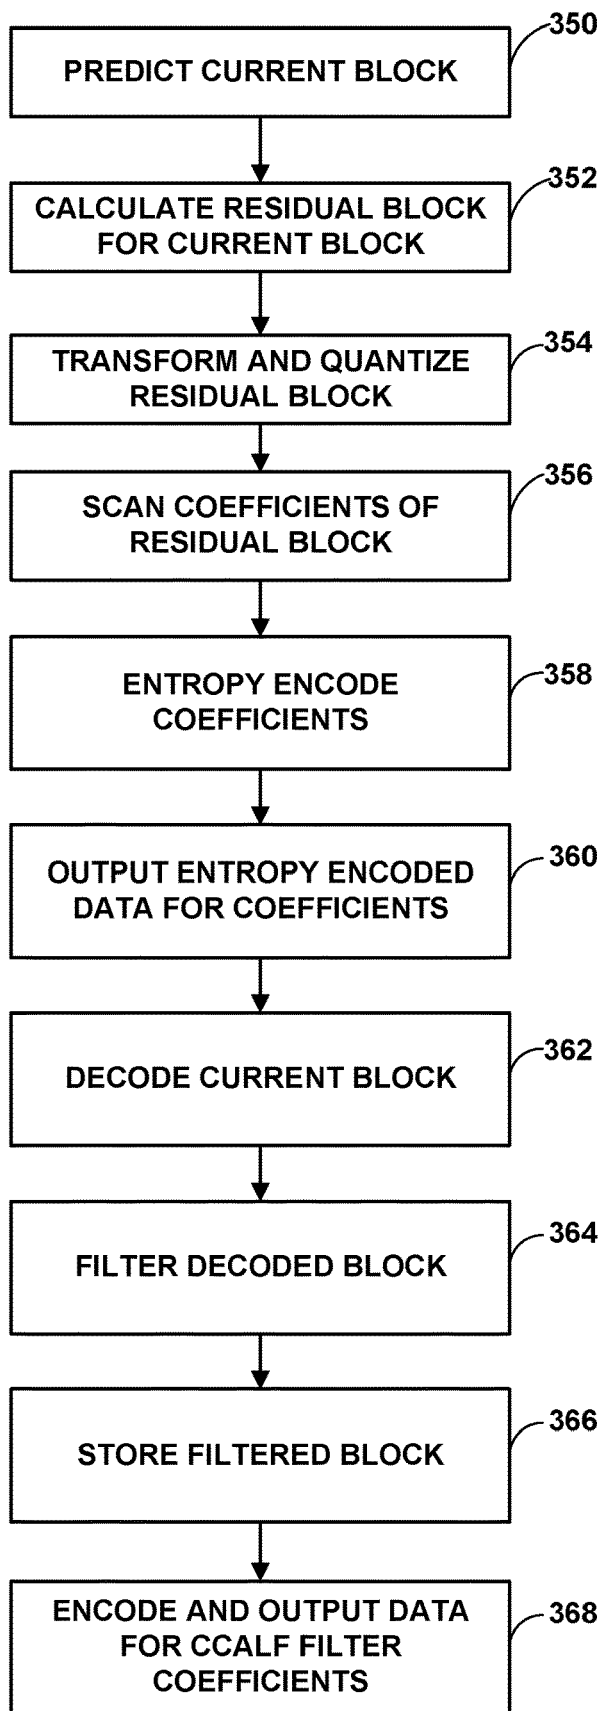 350
PREDICT CURRENT BLOCK
352
CALCULATE RESIDUAL BLOCK
FOR CURRENT BLOCK
354
TRANSFORM AND QUANTIZE
RESIDUAL BLOCK
356
SCAN COEFFICIENTS OF
RESIDUAL BLOCK
358
ENTROPY ENCODE
COEFFICIENTS
360
OUTPUT ENTROPY ENCODED
DATA FOR COEFFICIENTS
362
DECODE CURRENT BLOCK
364
FILTER DECODED BLOCK
366
STORE FILTERED BLOCK
368
ENCODE AND OUTPUT DATA
FOR CCALF FILTER
COEFFICIENTS